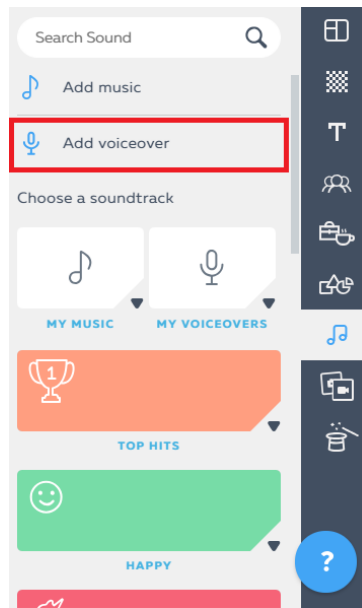 Search Sound
Add music
Add voiceover
Choose a soundtrack
MY MUSIC
MY VOICEOVERS
1
TOP HITS
HAPPY
T
?